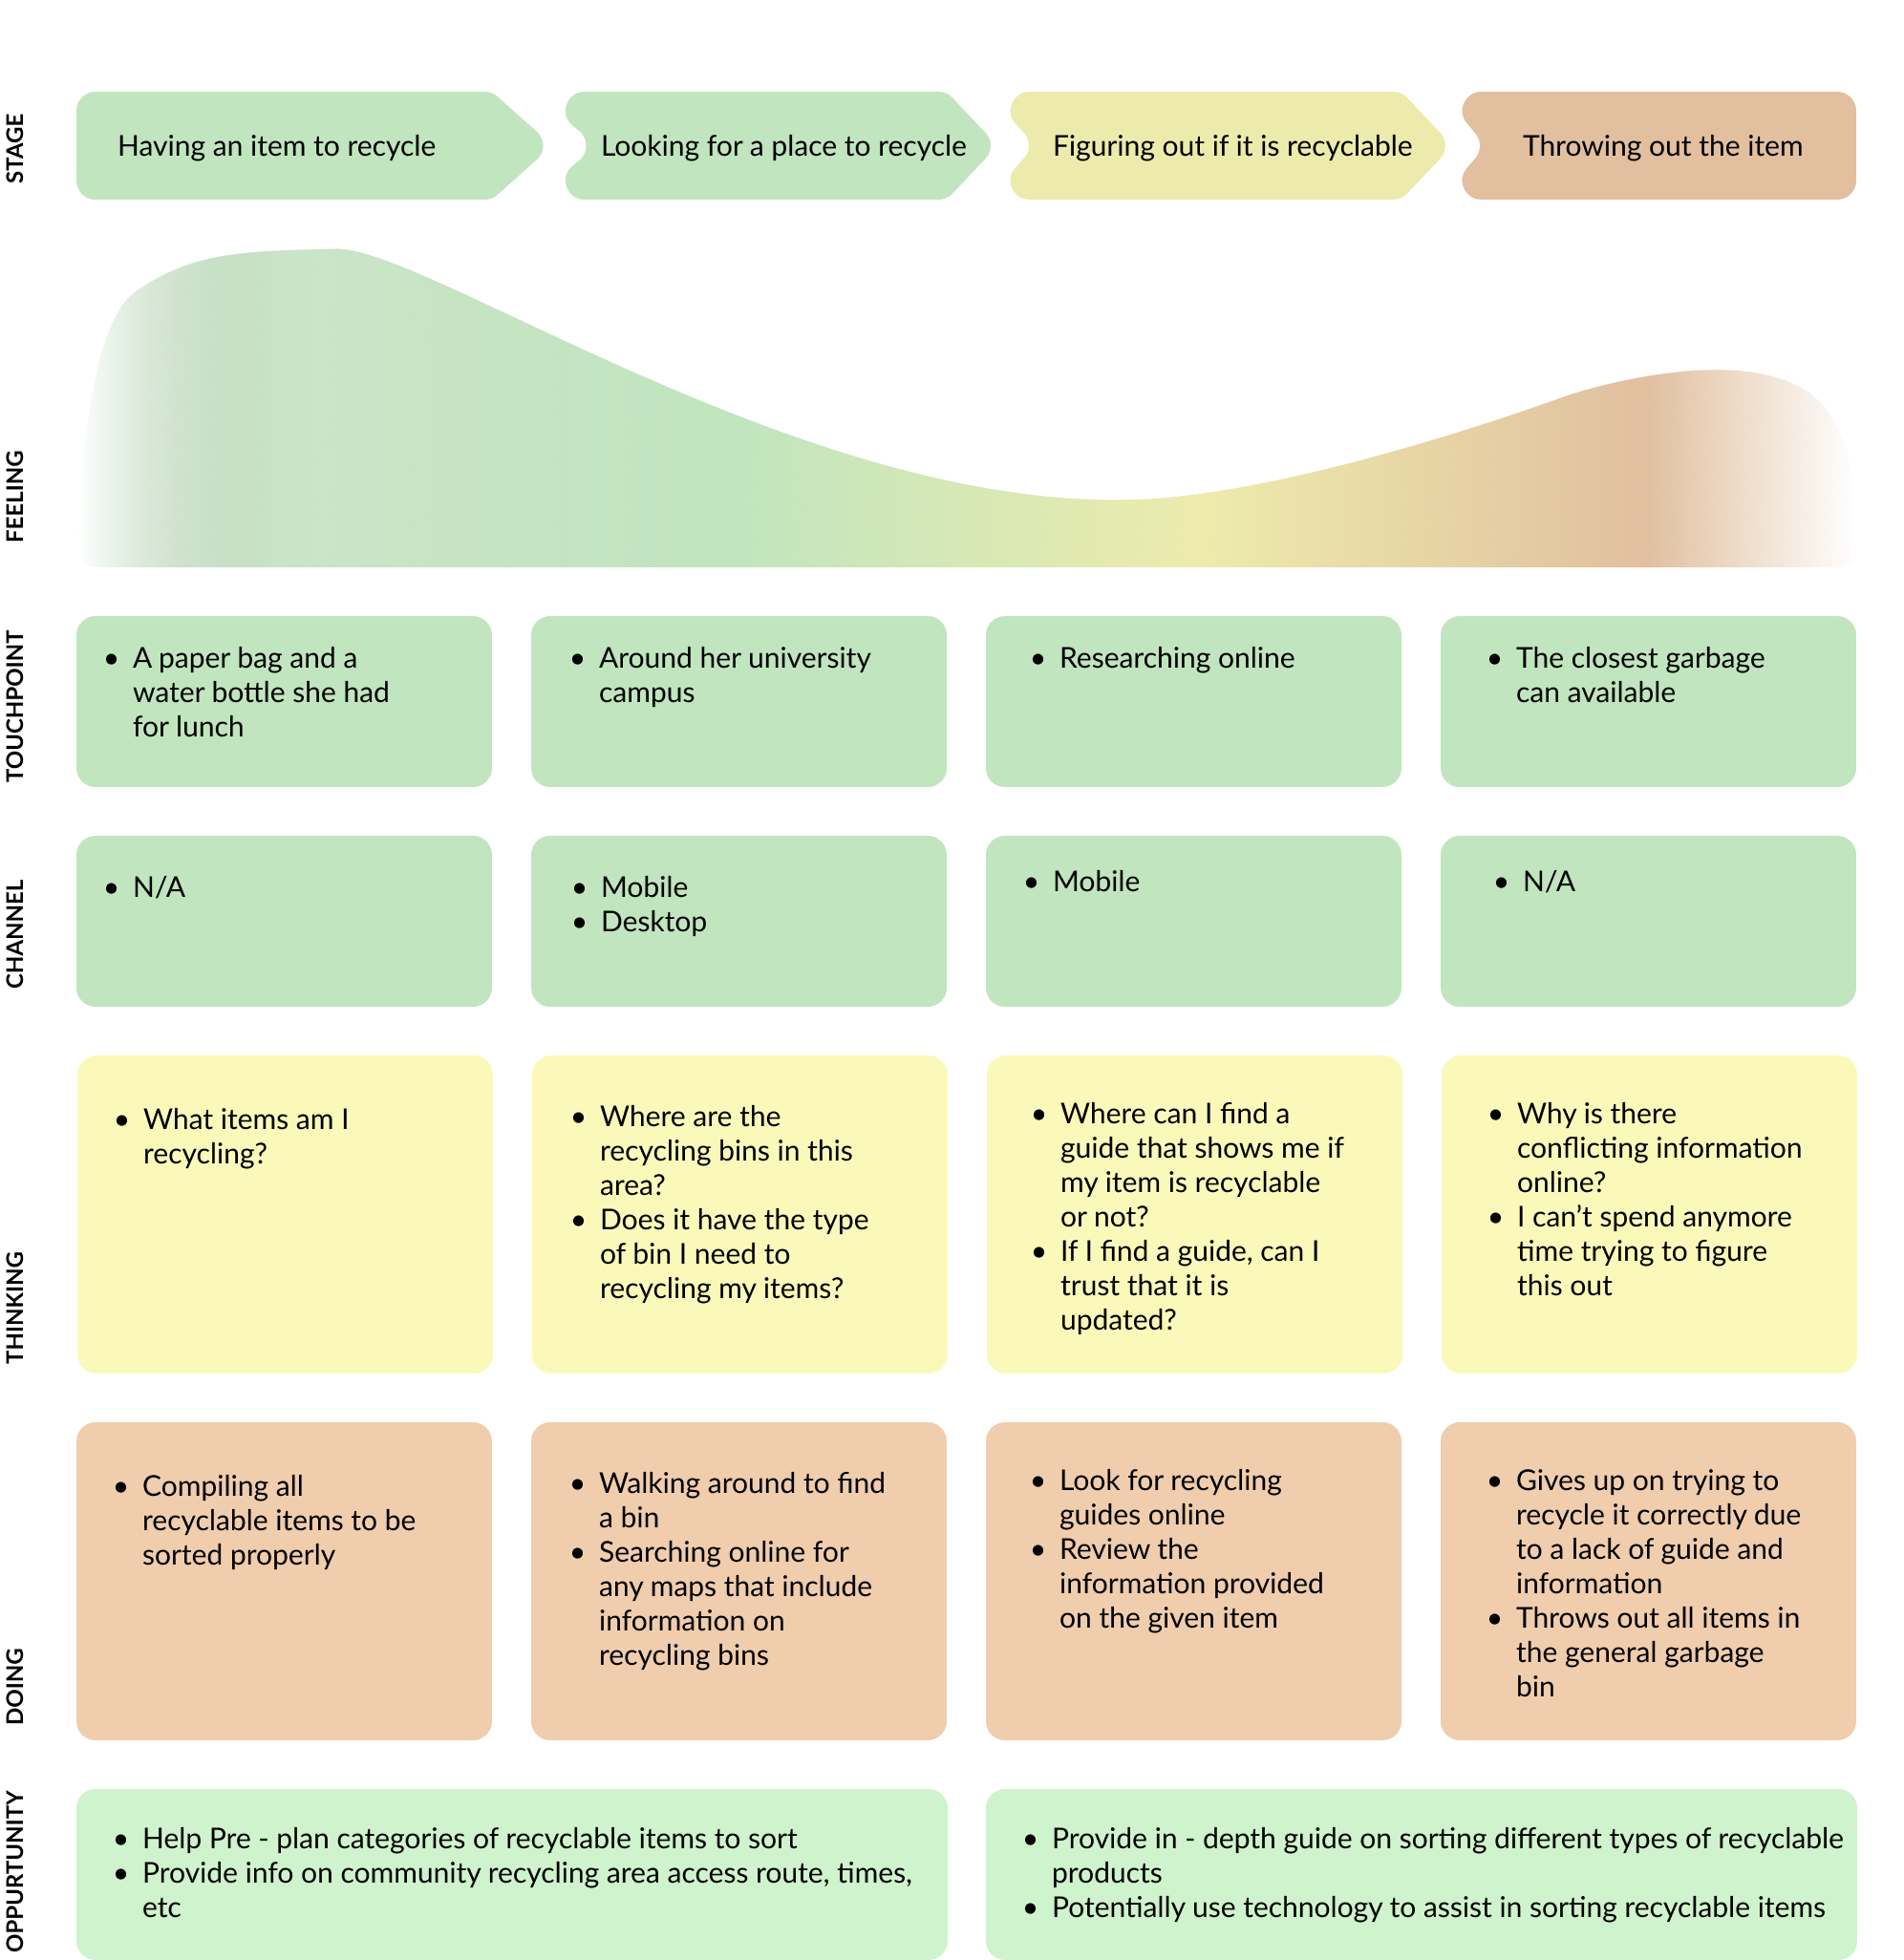 STAGE
Having an item to recycle
Looking for a place to recycle
Figuring out if it is recyclable
Throwing out the item
FEELING
TOUCHPOINT
• A paper bag and a
water bottle she had
for lunch
• Around her university
campus
• Researching online
• The closest garbage
can available
CHANNEL
• N/A
• Mobile
• Desktop
• Mobile
• N/A
THINKING
• What items am I
recycling?
• Where are the
recycling bins in this
area?
• Does it have the type
of bin I need to
recycling my items?
• Where can I find a
guide that shows me if
my item is recyclable
or not?
• If I find a guide, can I
trust that it is
updated?
• Why is there
conflicting information
online?
• I can’t spend anymore
time trying to figure
this out
DOING
• Compiling all
recyclable items to be
sorted properly
• Walking around to find
a bin
• Searching online for
any maps that include
information on
recycling bins
• Look for recycling
guides online
• Review the
information provided
on the given item
• Gives up on trying to
recycle it correctly due
to a lack of guide and
information
• Throws out all items in
the general garbage
bin
OPPURTUNITY
• Help Pre - plan categories of recyclable items to sort
• Provide info on community recycling area access route, times,
etc
• Provide in - depth guide on sorting different types of recyclable
products
• Potentially use technology to assist in sorting recyclable items